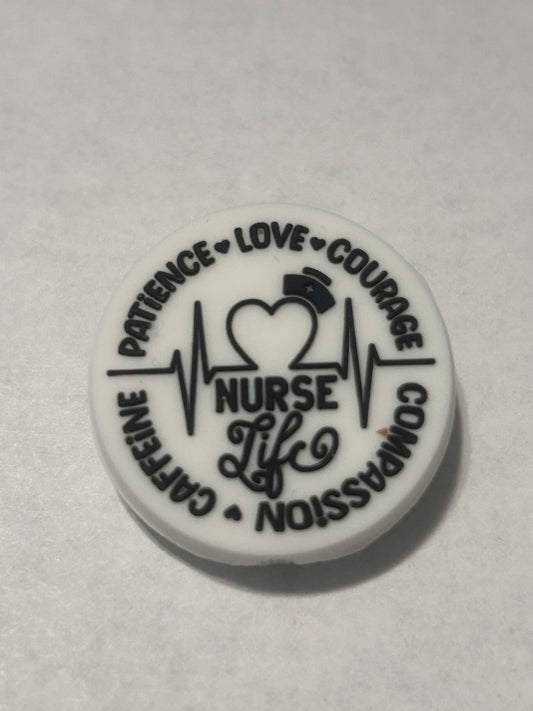 PATiENCE ♥ LOVE ♥ COURAGE
COMPASSiON ♥ CAFFEiNE
NURSE
Life